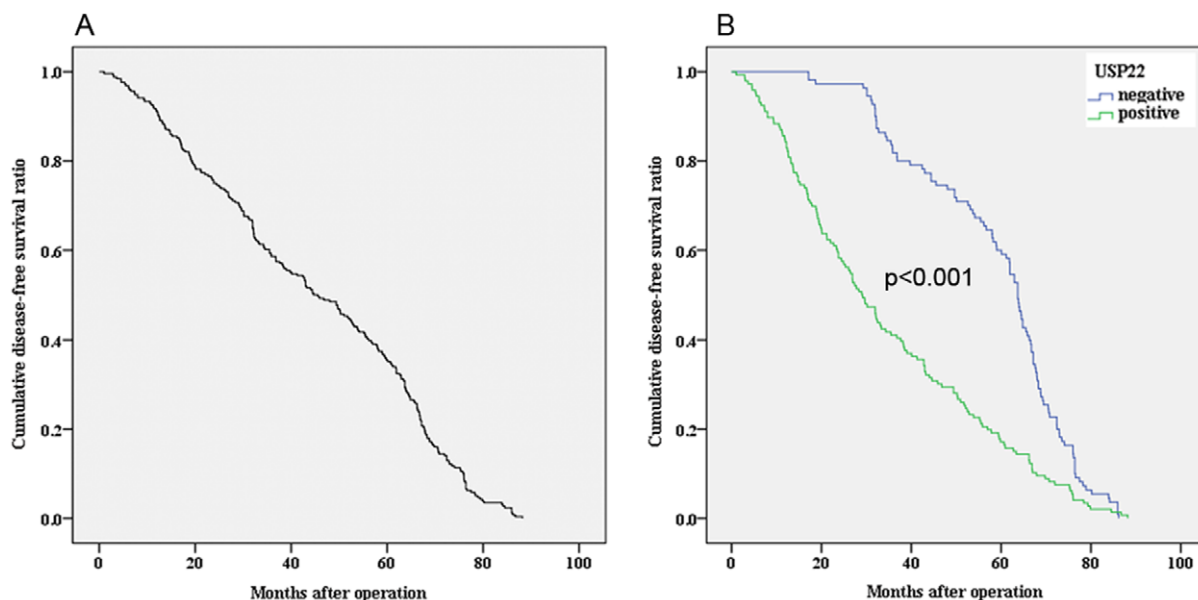 A
Cumulative disease-free survival ratio
1.0
0.8
0.6
0.4
0.2
0.0
0 20 40 60 80 100
Months after operation
B
Cumulative disease-free survival ratio
1.0
0.8
0.6
0.4
0.2
0.0
USP22
negative
positive
p<0.001
0 20 40 60 80 100
Months after operation